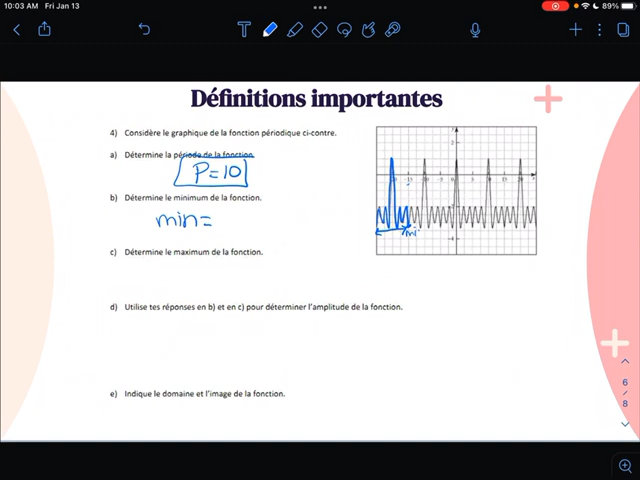 10:03 AM Fri Jan 13
89%
Définitions importantes
4) Considère le graphique de la fonction périodique ci-contre.
a) Détermine la période de la fonction.
P=10
b) Détermine le minimum de la fonction.
min=
c) Détermine le maximum de la fonction.
d) Utilise tes réponses en b) et en c) pour déterminer l'amplitude de la fonction.
e) Indique le domaine et l'image de la fonction.
6
/
8